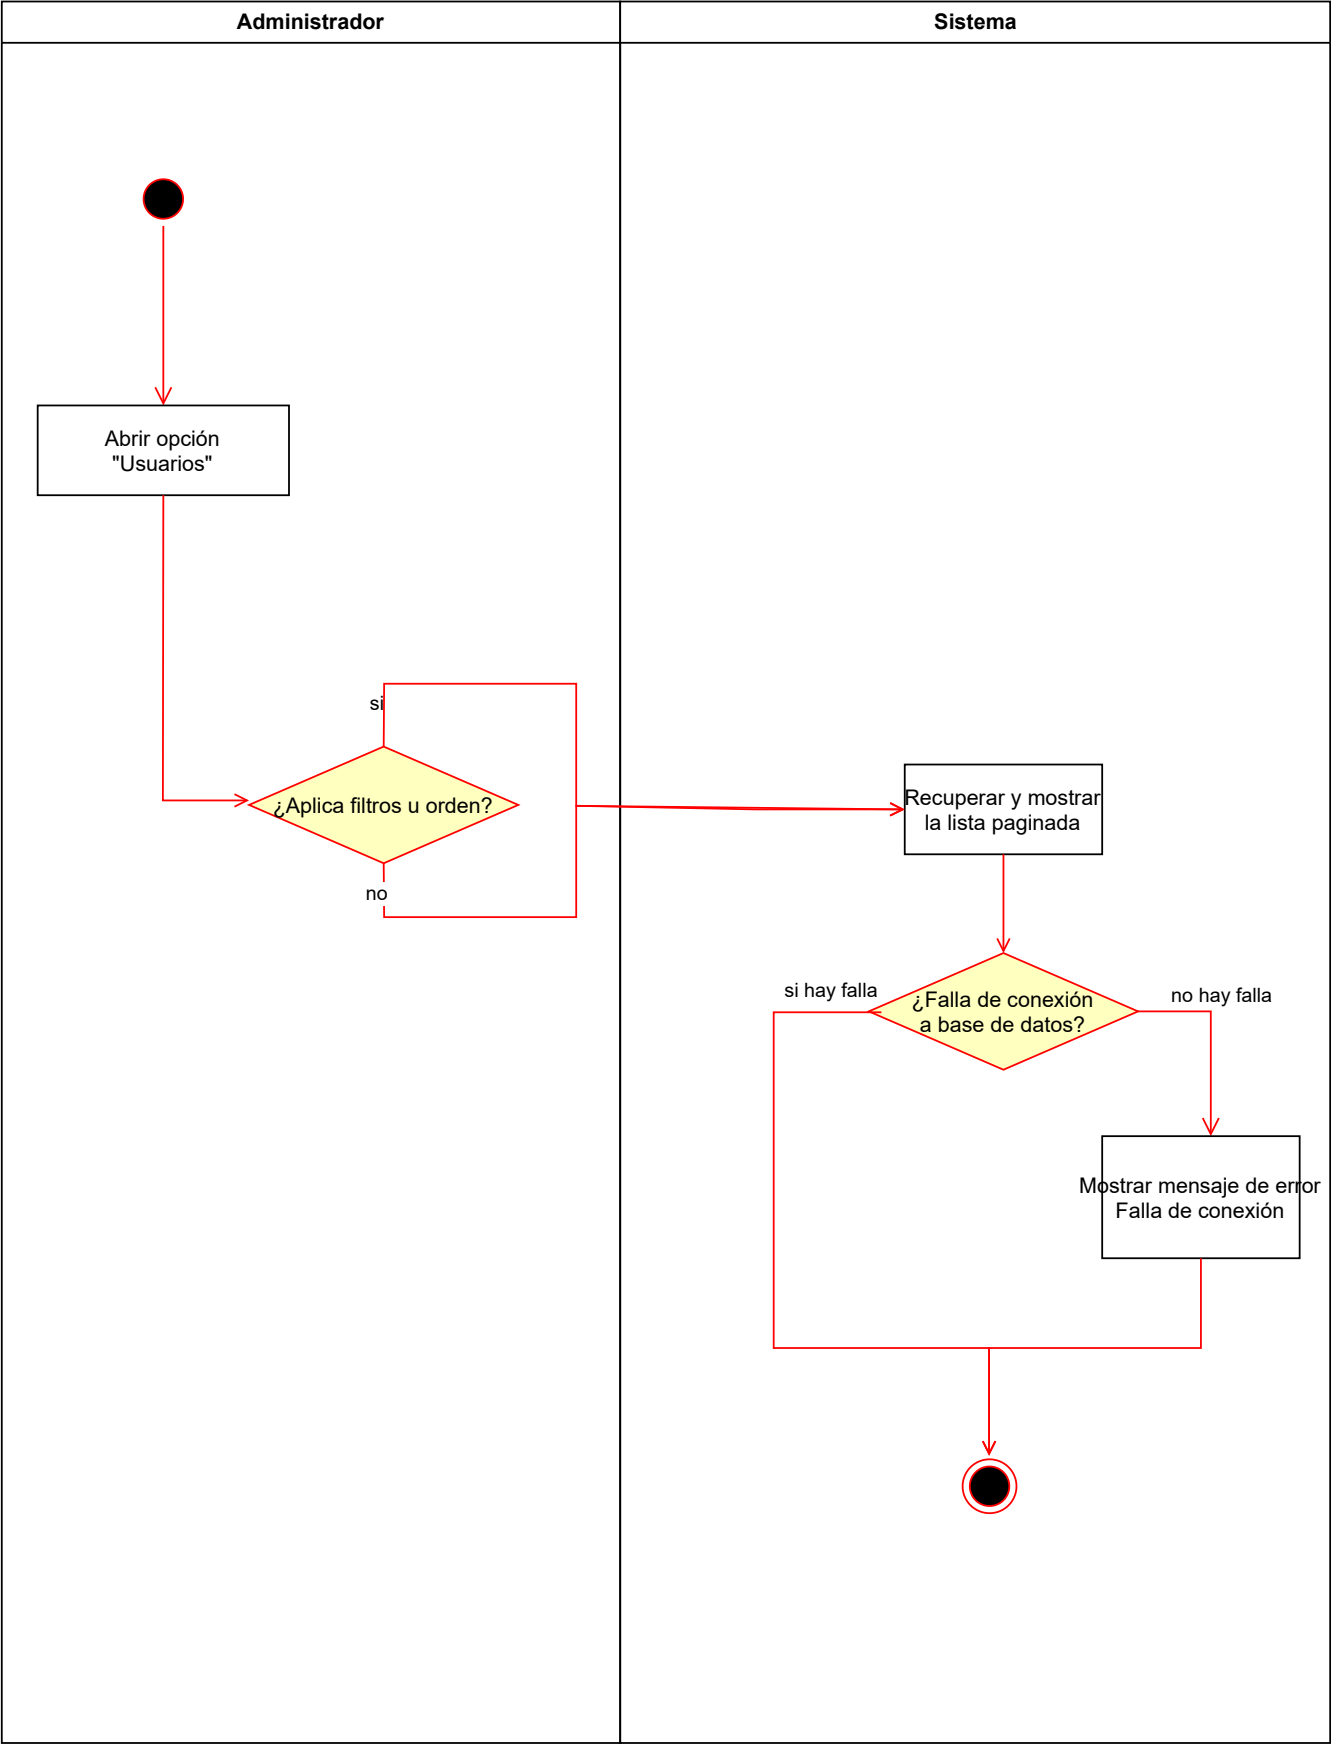 Administrador
Sistema
Abrir opción
"Usuarios"
si
¿Aplica filtros u orden?
no
Recuperar y mostrar
la lista paginada
si hay falla
¿Falla de conexión
a base de datos?
no hay falla
Mostrar mensaje de error
Falla de conexión